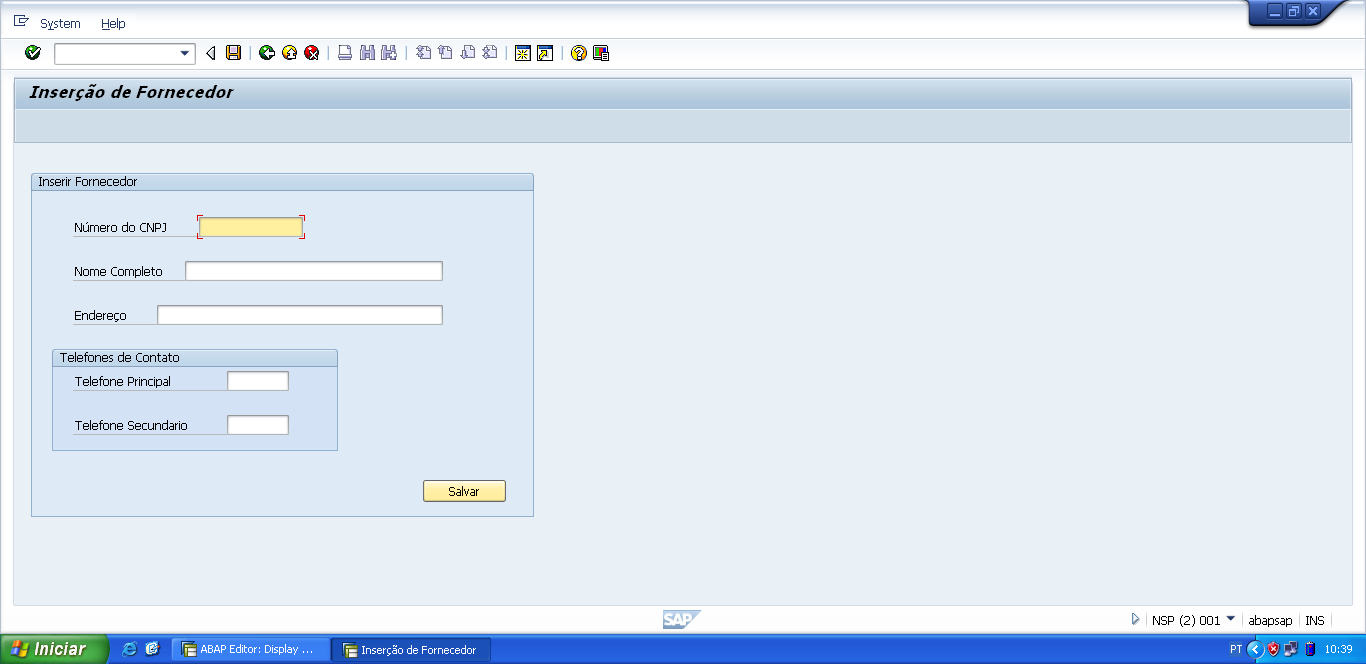 System Help
Inserção de Fornecedor
Inserir Fornecedor
Número do CNPJ
Nome Completo
Endereço
Telefones de Contato
Telefone Principal
Telefone Secundario
Salvar
SAP
NSP (2) 001 abapsap INS
Iniciar ABAP Editor: Display ... Inserção de Fornecedor PT 10:39